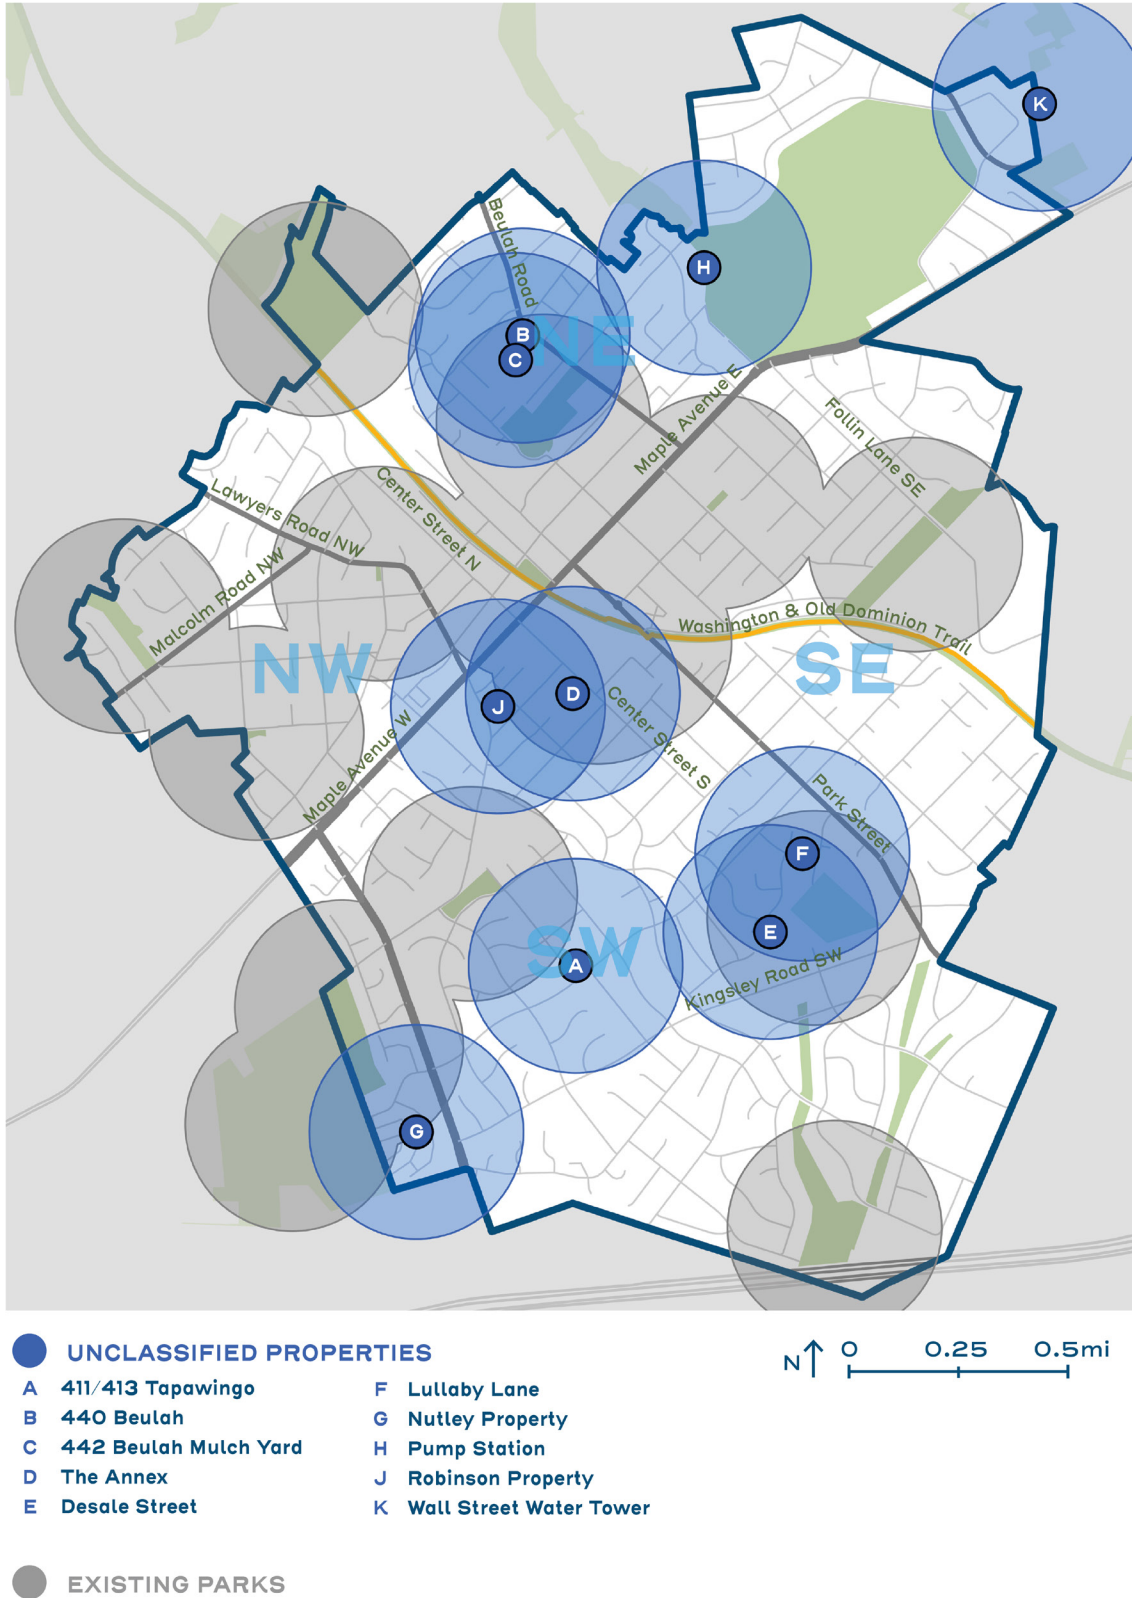 K
Beulah Road
H
B
NE
C
Maple Avenue E
Follin Lane SE
Center Street N
Lawyers Road NW
Malcolm Road NW
Washington & Old Dominion Trail
NW
SE
J
D
Center Street S
Maple Avenue W
Park Street
F
E
SW
A
Kingsley Road SW
G
UNCLASSIFIED PROPERTIES
A 411/413 Tapawingo
B 440 Beulah
C 442 Beulah Mulch Yard
D The Annex
E Desale Street
F Lullaby Lane
G Nutley Property
H Pump Station
J Robinson Property
K Wall Street Water Tower
N 0 0.25 0.5mi
EXISTING PARKS